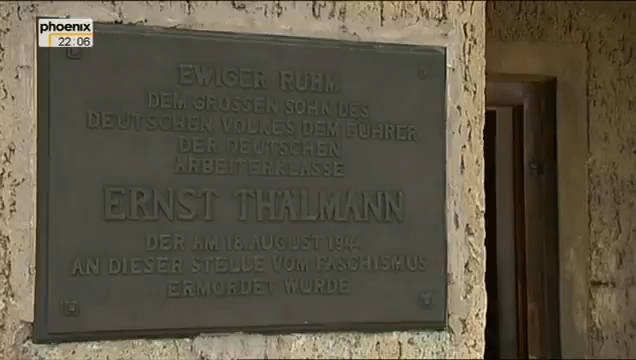 phoenix
22:06
EWIGER RUHM
DEM GROSSEN SOHN DES
DEUTSCHEN VOLKES DEM FÜHRER
DER DEUTSCHEN
ARBEITERKLASSE
ERNST THÄLMANN
DER AM 18. AUGUST 1944
AN DIESER STELLE VOM FASCHISMUS
ERMORDET WURDE